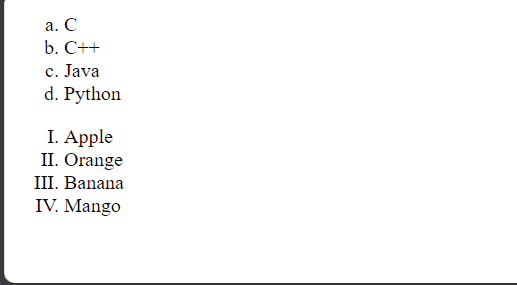 a. C
b. C++
c. Java
d. Python
I. Apple
II. Orange
III. Banana
IV. Mango